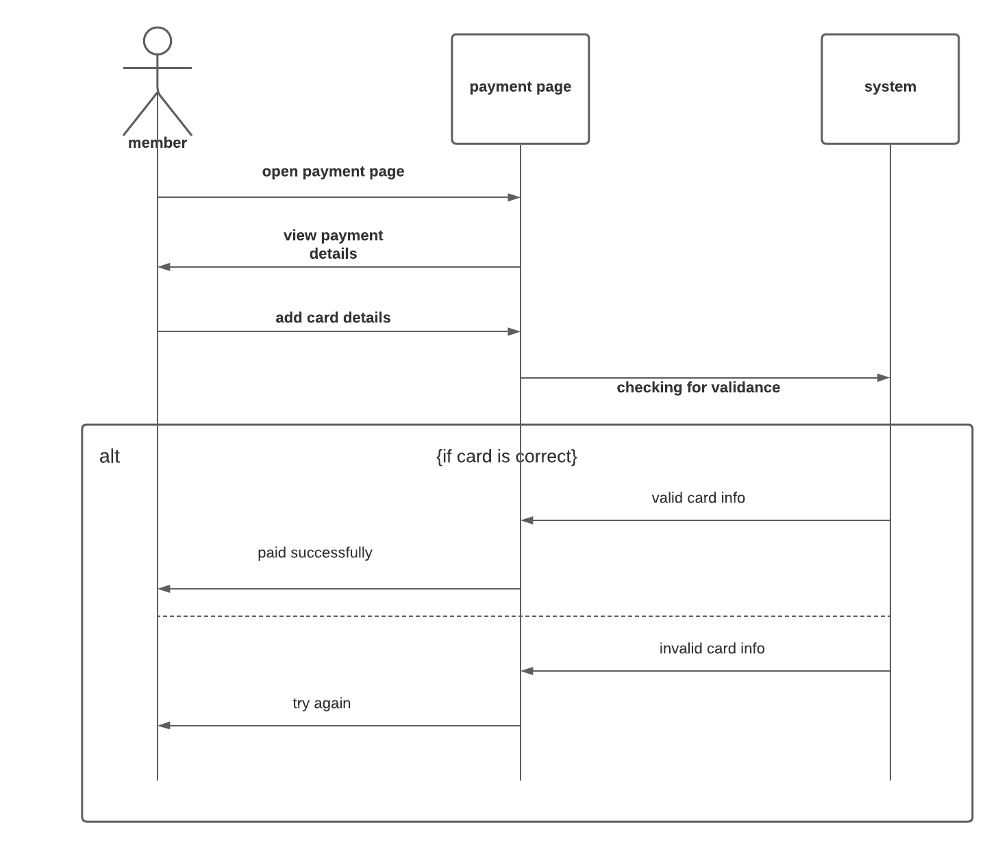 payment page
system
member
open payment page
view payment
details
add card details
checking for validance
alt
{if card is correct}
valid card info
paid successfully
invalid card info
try again